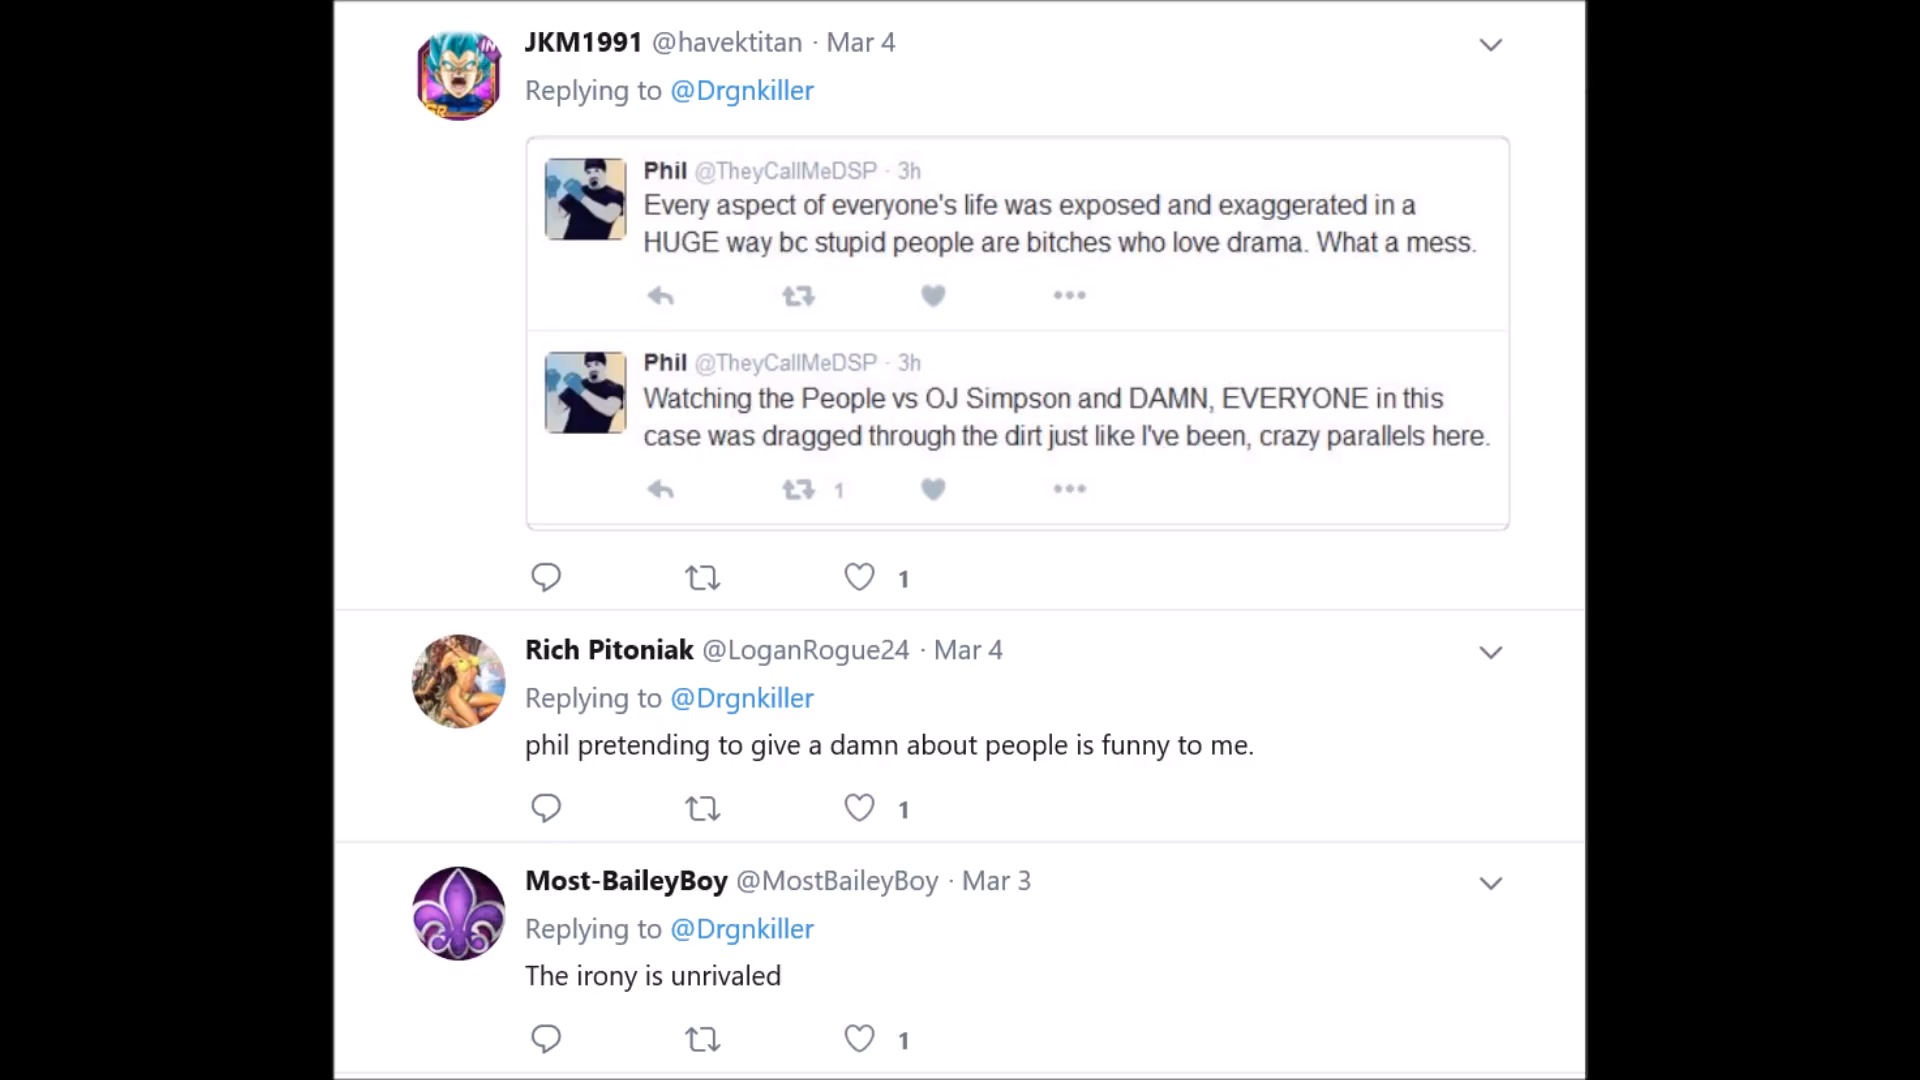 JKM1991 @havektitan · Mar 4
Replying to @Drgnkiller
Phil @TheyCallMeDSP · 3h
Every aspect of everyone's life was exposed and exaggerated in a
HUGE way bc stupid people are bitches who love drama. What a mess.
Phil @TheyCallMeDSP · 3h
Watching the People vs OJ Simpson and DAMN, EVERYONE in this
case was dragged through the dirt just like I've been, crazy parallels here.
1
1
Rich Pitoniak @LoganRogue24 · Mar 4
Replying to @Drgnkiller
phil pretending to give a damn about people is funny to me.
1
Most-BaileyBoy @MostBaileyBoy · Mar 3
Replying to @Drgnkiller
The irony is unrivaled
1